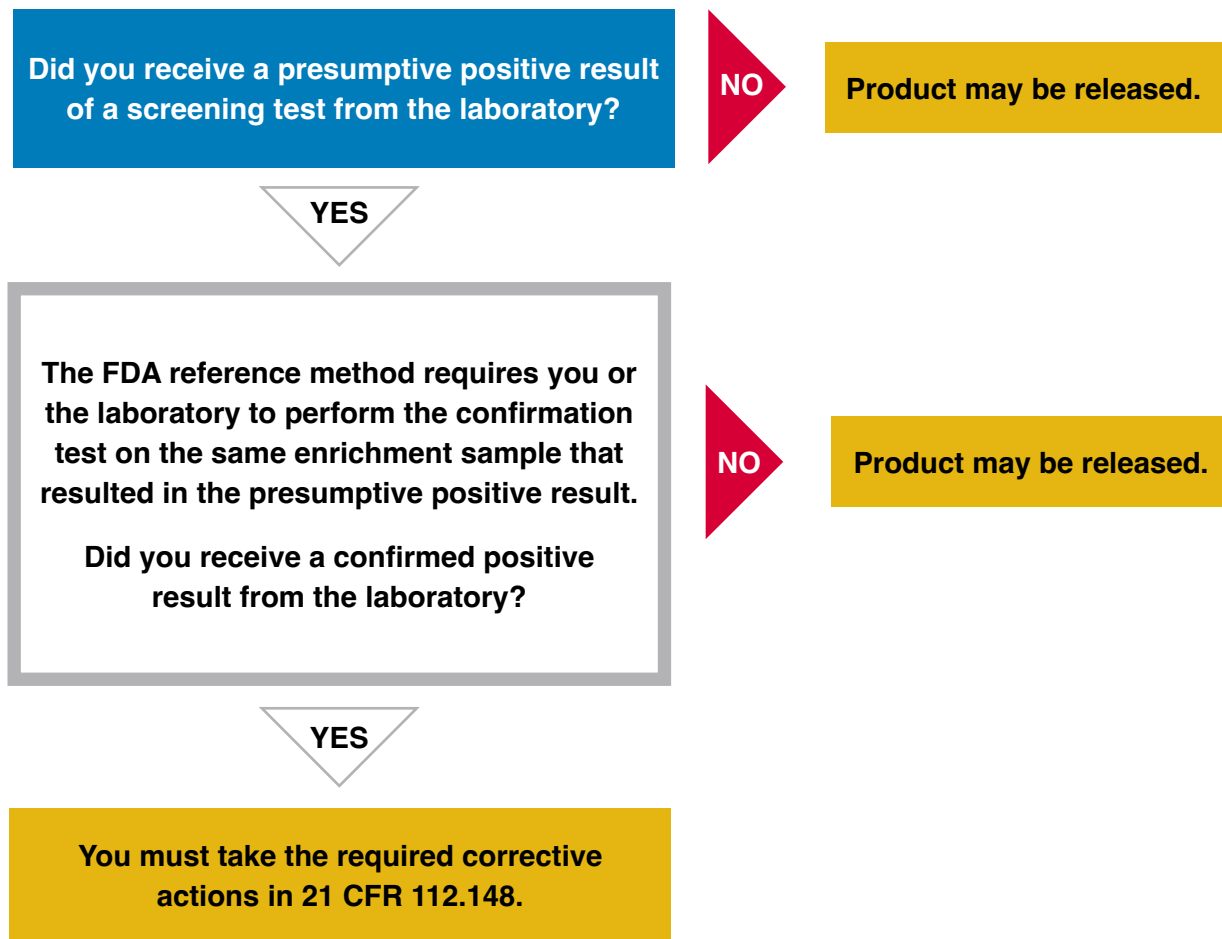 Did you receive a presumptive positive result
of a screening test from the laboratory?
NO
Product may be released.
YES
The FDA reference method requires you or
the laboratory to perform the confirmation
test on the same enrichment sample that
resulted in the presumptive positive result.
Did you receive a confirmed positive
result from the laboratory?
NO
Product may be released.
YES
You must take the required corrective
actions in 21 CFR 112.148.